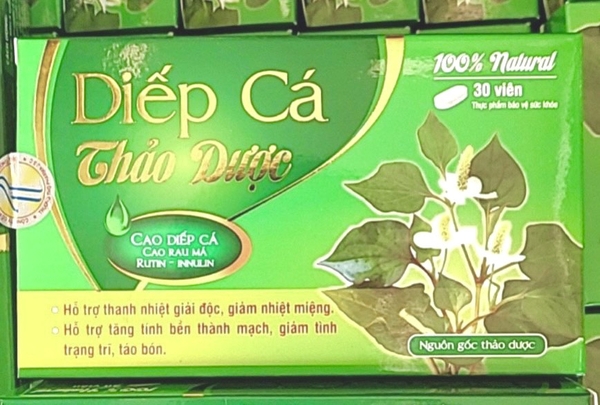 100% Natural
30 viên
Thực phẩm bảo vệ sức khỏe
Diếp Cá
Thảo Dược
CAO DIẾP CÁ
CAO RAU MÁ
RUTIN - INNULIN
Hỗ trợ thanh nhiệt giải độc, giảm nhiệt miệng.
Hỗ trợ tăng tính bền thành mạch, giảm tình
trạng trĩ, táo bón.
Nguồn gốc thảo dược